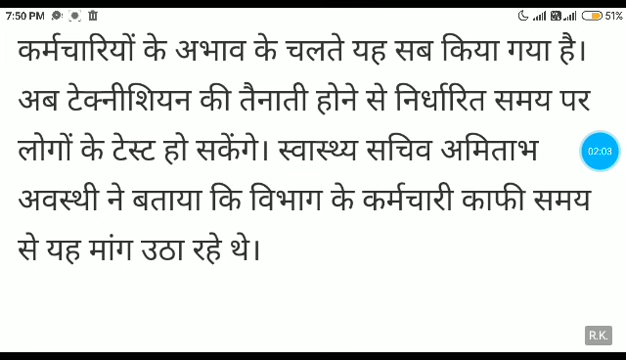 7:50 PM 51%
कर्मचारियों के अभाव के चलते यह सब किया गया है।
अब टेक्नीशियन की तैनाती होने से निर्धारित समय पर
लोगों के टेस्ट हो सकेंगे। स्वास्थ्य सचिव अमिताभ
02:03
अवस्थी ने बताया कि विभाग के कर्मचारी काफी समय
से यह मांग उठा रहे थे।
R.K.